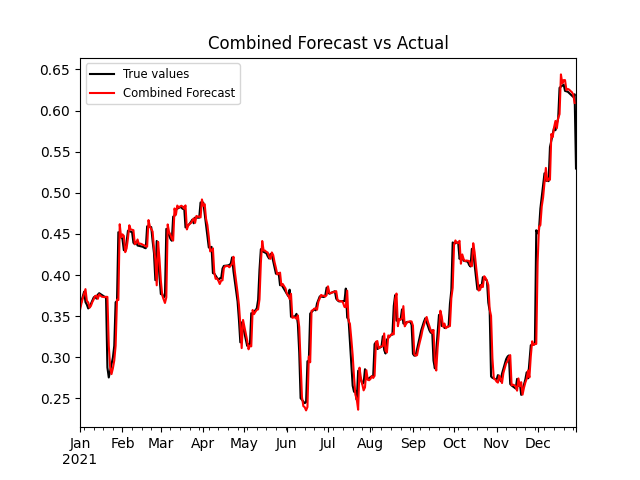 Combined Forecast vs Actual
True values
Combined Forecast
0.65
0.60
0.55
0.50
0.45
0.40
0.35
0.30
0.25
Jan Feb Mar Apr May Jun Jul Aug Sep Oct Nov Dec
2021